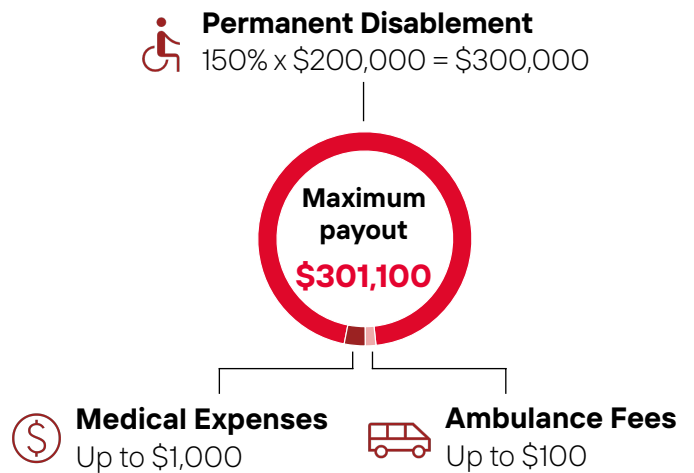 Permanent Disablement
150% x $200,000 = $300,000
Maximum
payout
$301,100
$
Medical Expenses
Up to $1,000
Ambulance Fees
Up to $100